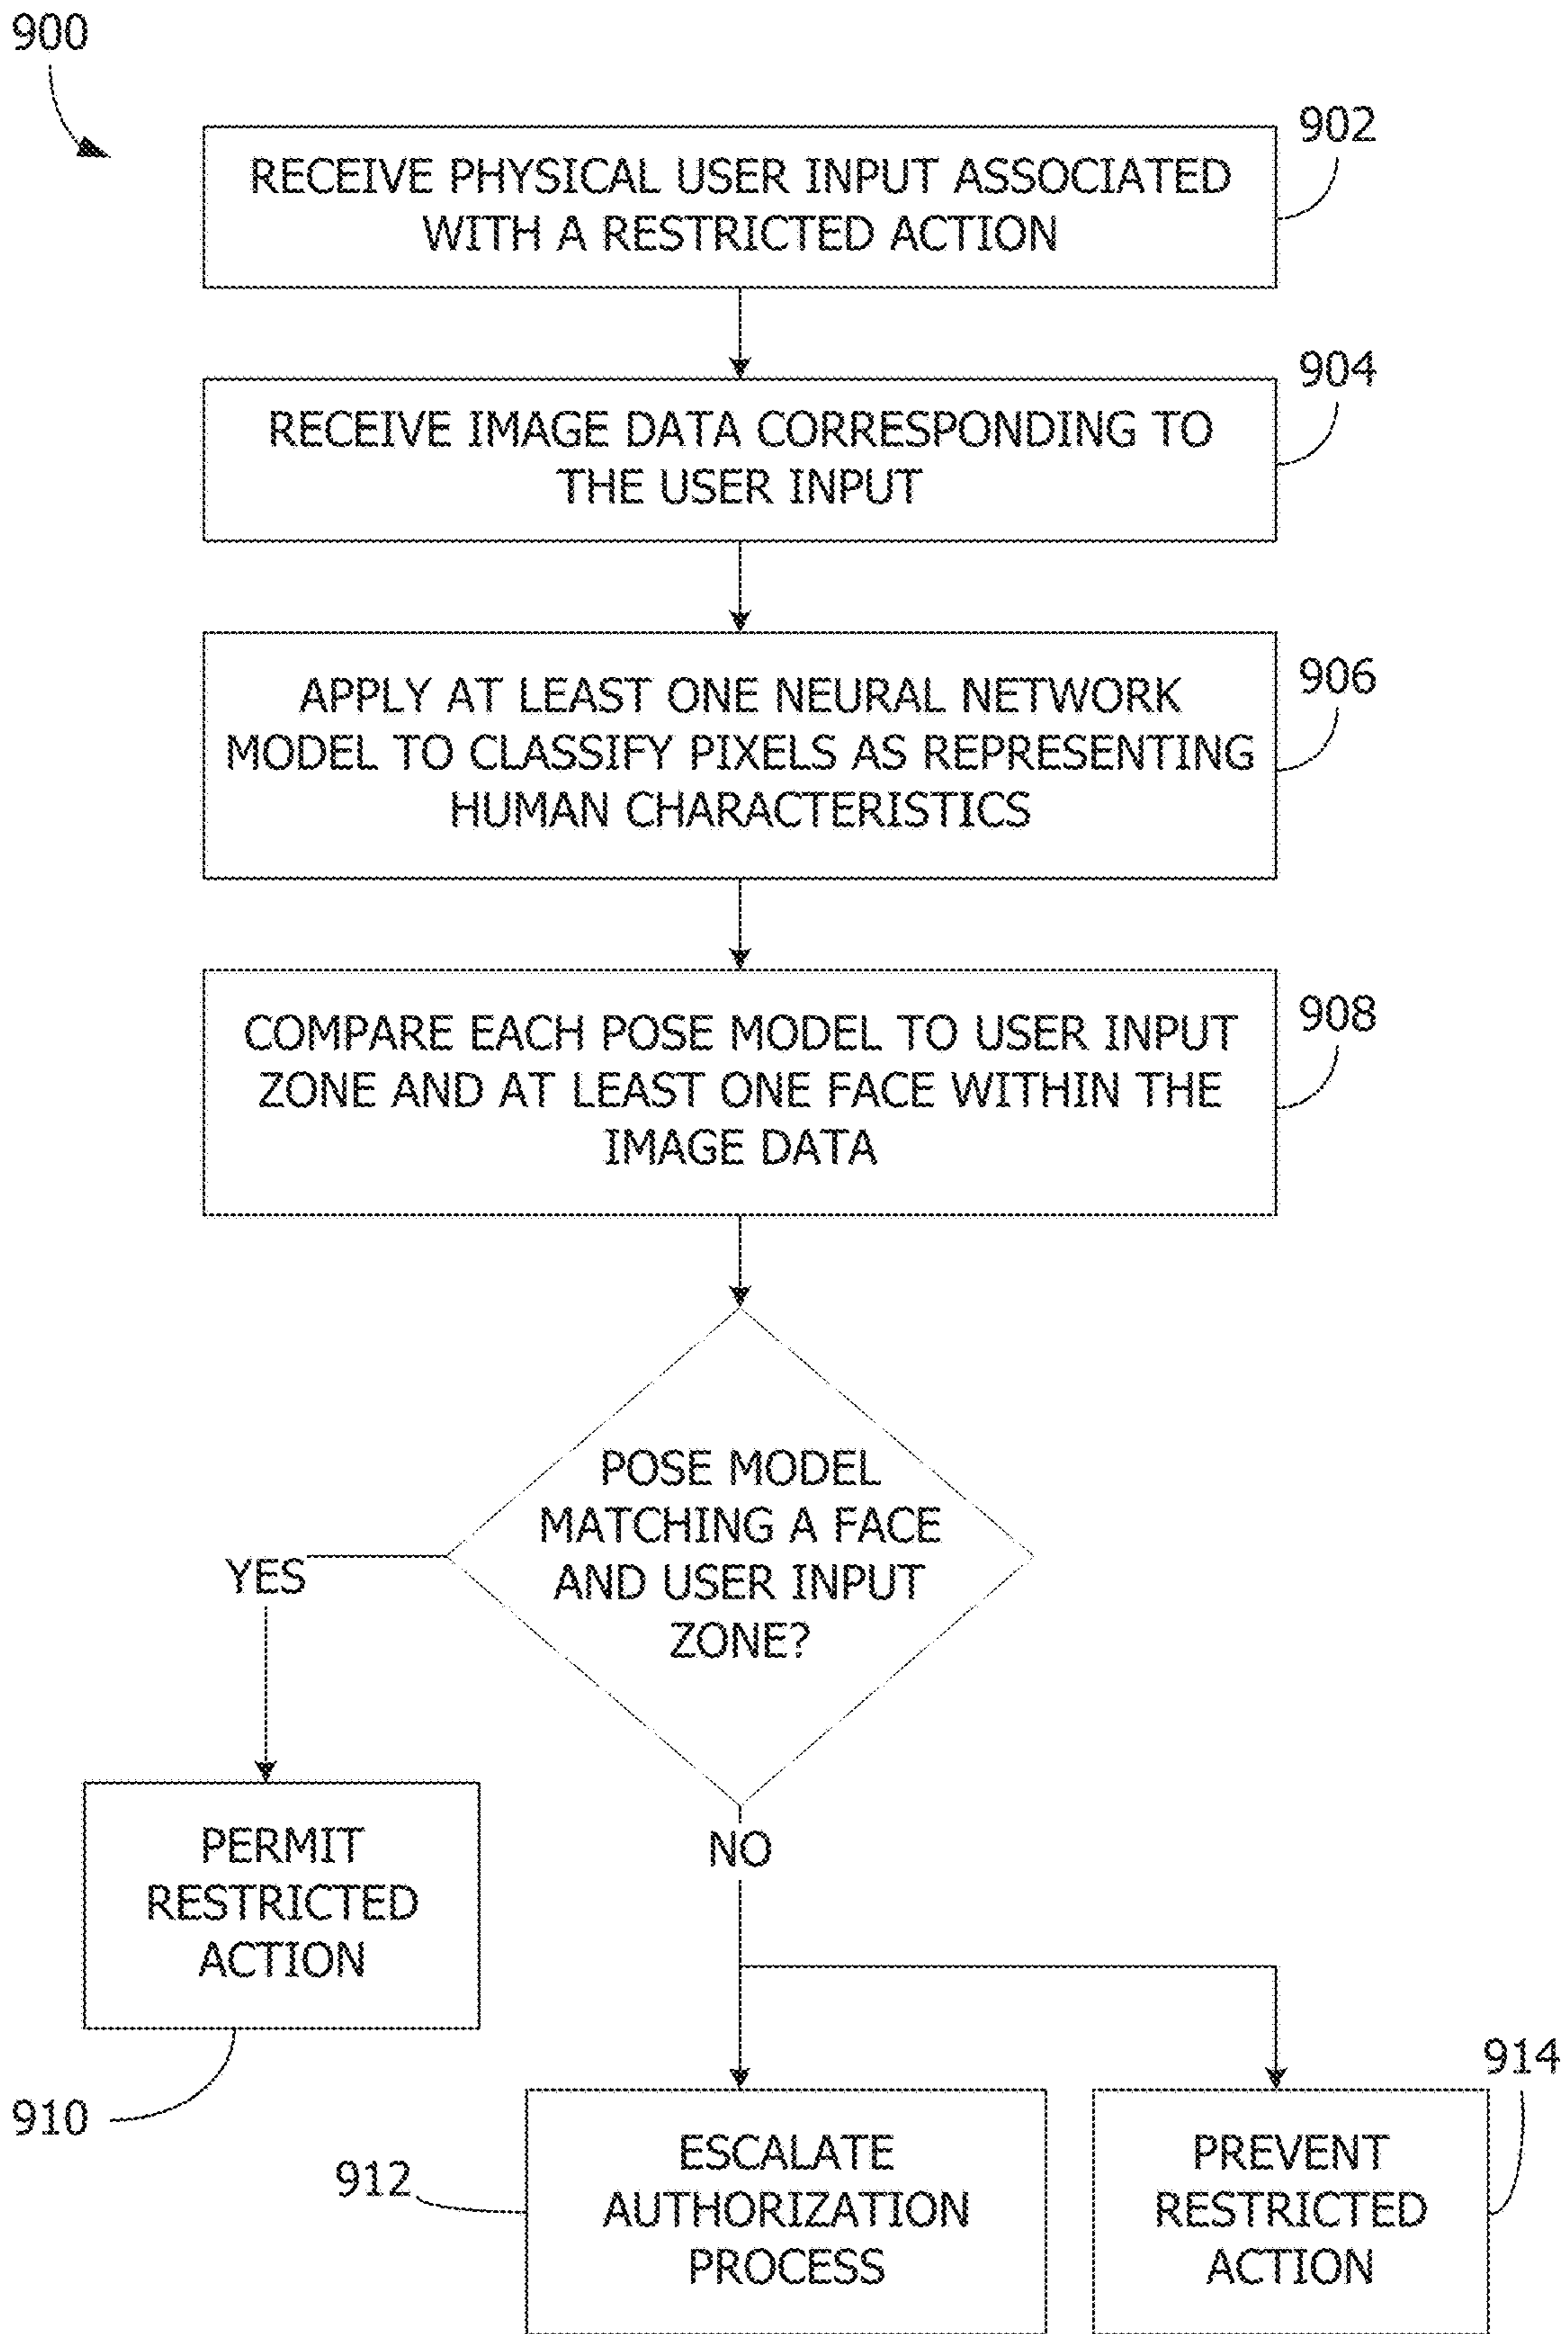 900
902
RECEIVE PHYSICAL USER INPUT ASSOCIATED
WITH A RESTRICTED ACTION
904
RECEIVE IMAGE DATA CORRESPONDING TO
THE USER INPUT
906
APPLY AT LEAST ONE NEURAL NETWORK
MODEL TO CLASSIFY PIXELS AS REPRESENTING
HUMAN CHARACTERISTICS
908
COMPARE EACH POSE MODEL TO USER INPUT
ZONE AND AT LEAST ONE FACE WITHIN THE
IMAGE DATA
POSE MODEL
MATCHING A FACE
AND USER INPUT
ZONE?
YES
NO
PERMIT
RESTRICTED
ACTION
910
912
ESCALATE
AUTHORIZATION
PROCESS
914
PREVENT
RESTRICTED
ACTION